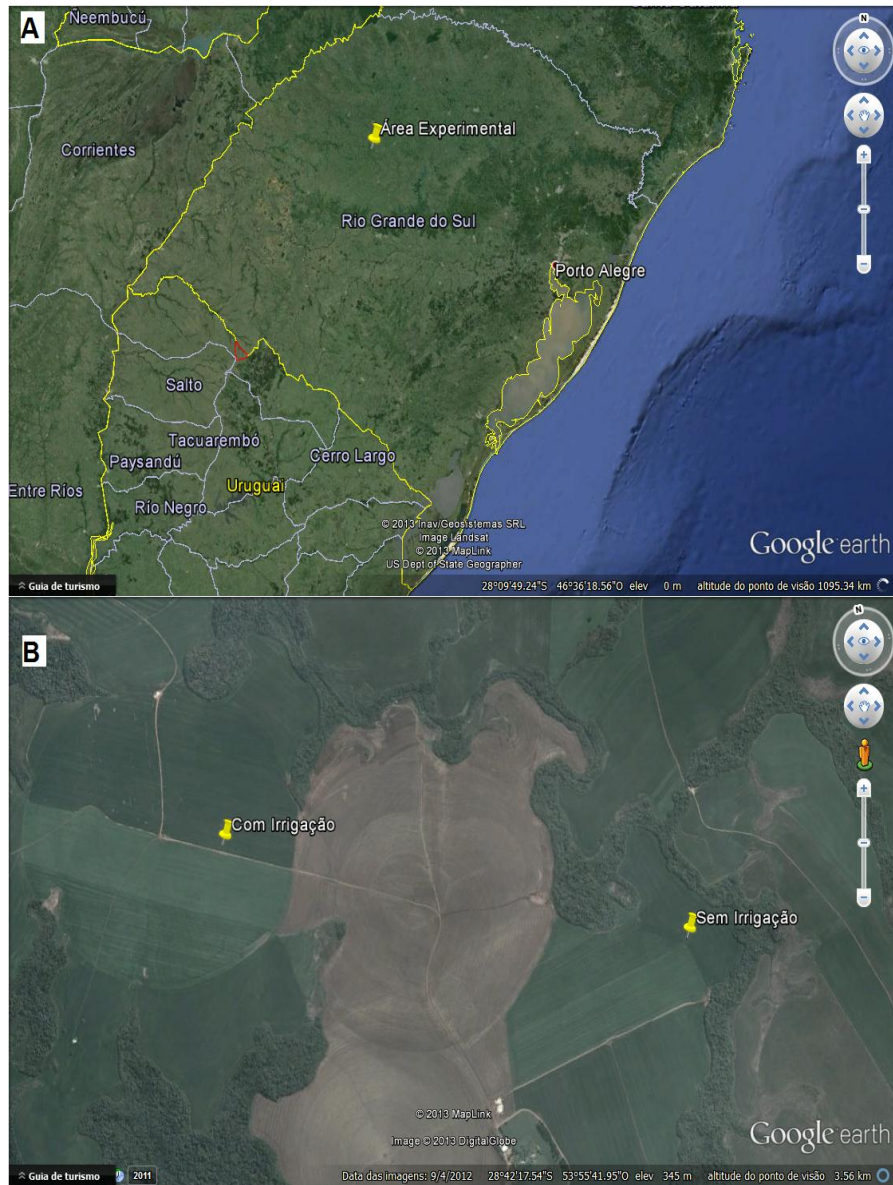 A
Ñeembucú
N
Área Experimental
Corrientes
Rio Grande do Sul
Porto Alegre
Salto
Tacuarembó
Cerro Largo
Paysandú
Uruguai
Entre Ríos
Río Negro
© 2013 Inav/Geosistemas SRL
Image Landsat
© 2013 MapLink
US Dept of State Geographer
Google earth
Guia de turismo
28°09'49.24"S 46°36'18.56"O elev 0 m altitude do ponto de visão 1095.34 km
B
N
Com Irrigação
Sem Irrigação
© 2013 MapLink
Image © 2013 DigitalGlobe
Google earth
Guia de turismo 2011 Data das imagens: 9/4/2012 28°42'17.54"S 53°55'41.95"O elev 345 m altitude do ponto de visão 3.56 km